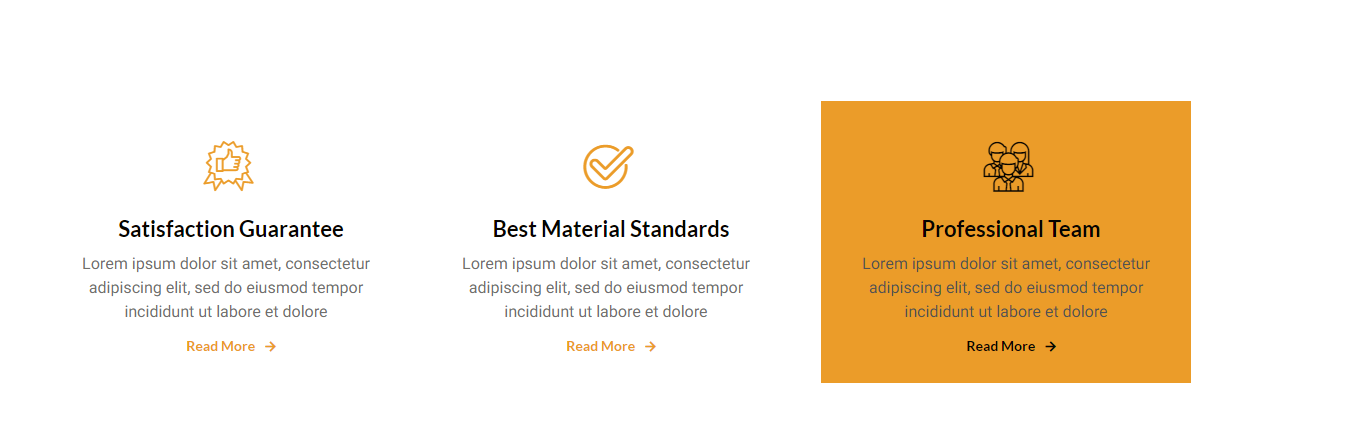 Satisfaction Guarantee
Lorem ipsum dolor sit amet, consectetur
adipiscing elit, sed do eiusmod tempor
incididunt ut labore et dolore
Read More →
Best Material Standards
Lorem ipsum dolor sit amet, consectetur
adipiscing elit, sed do eiusmod tempor
incididunt ut labore et dolore
Read More →
Professional Team
Lorem ipsum dolor sit amet, consectetur
adipiscing elit, sed do eiusmod tempor
incididunt ut labore et dolore
Read More →